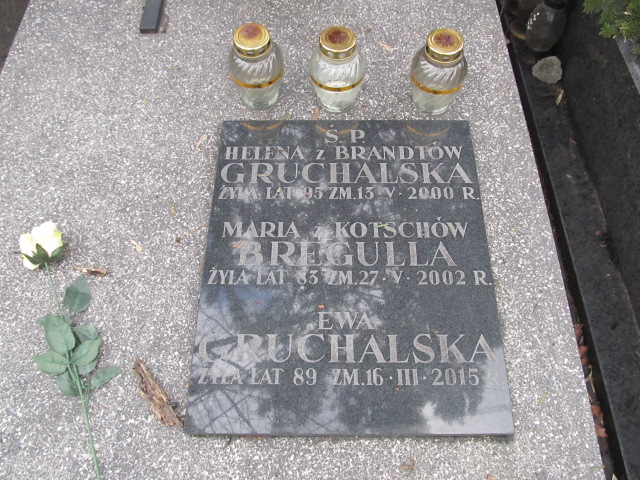 Ś. P.
HELENA z BRANDTÓW
GRUCHALSKA
ŻYŁA LAT 95 ZM. 13 · V · 2000 R.
MARIA z KOTSCHÓW
BREGULLA
ŻYŁA LAT 83 ZM. 27 · V · 2002 R.
EWA
GRUCHALSKA
ŻYŁA LAT 89 ZM. 16 · III · 2015